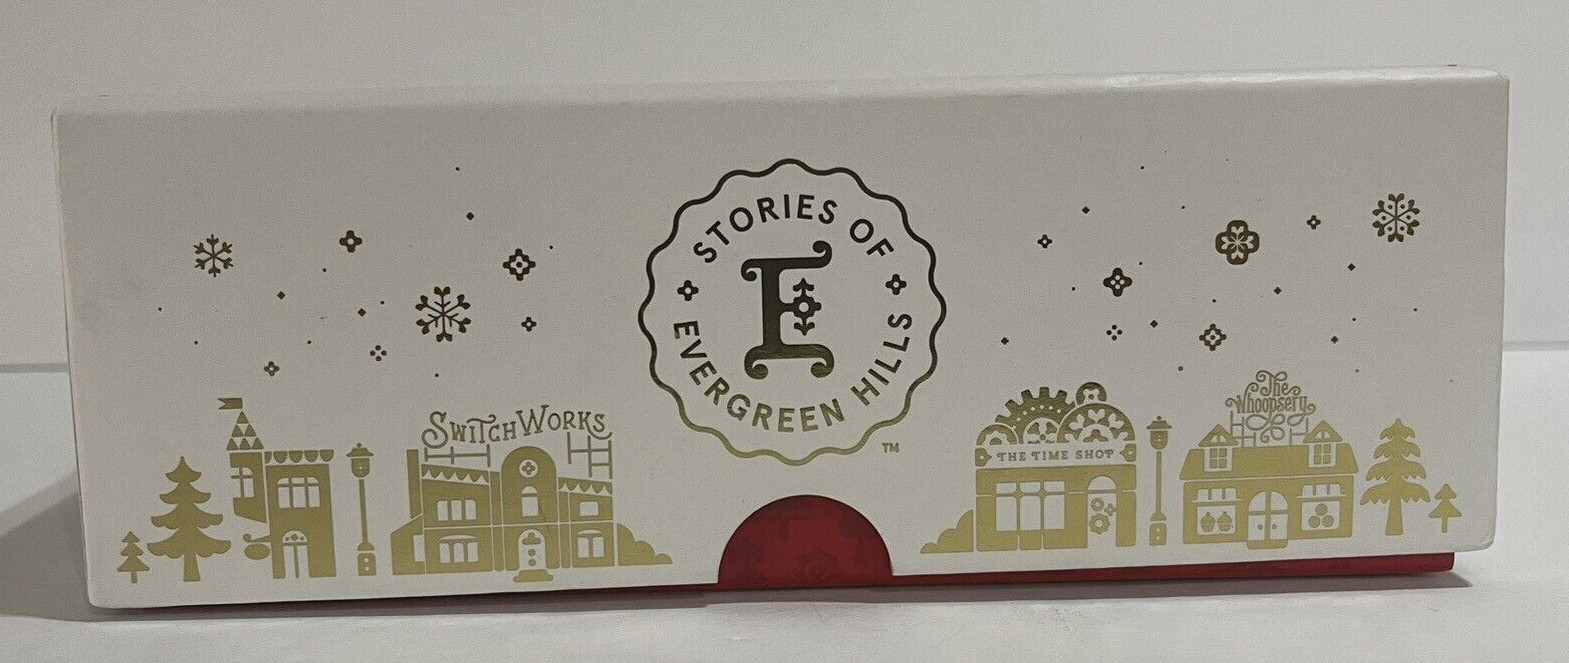 STORIES OF
E
EVERGREEN HILLS
™
SWITCHWORKS
THE TIME SHOP
The
Whoopsery